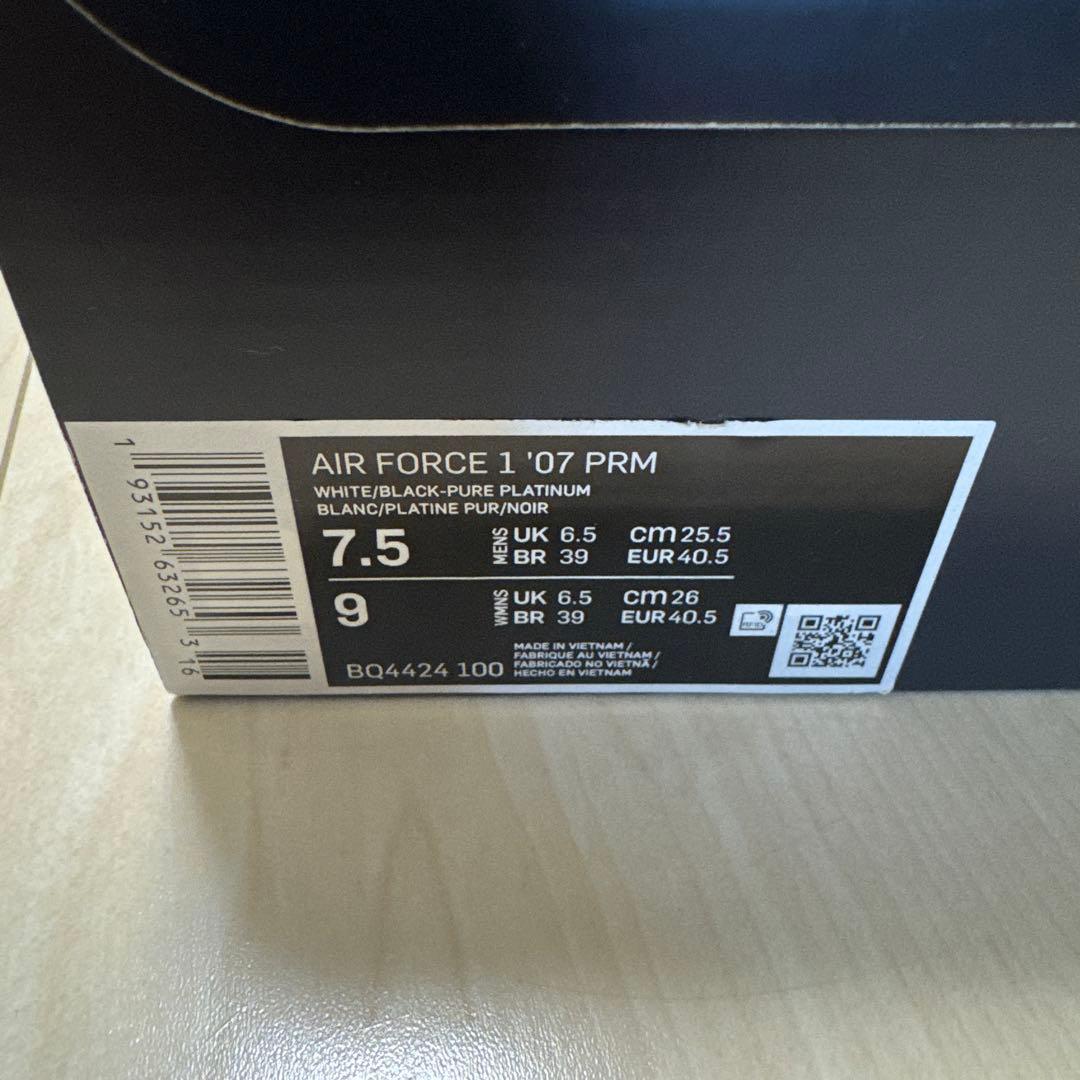 AIR FORCE 1 '07 PRM
WHITE/BLACK-PURE PLATINUM
BLANC/PLATINE PUR/NOIR
7.5 MENS UK 6.5 cm 25.5
BR 39 EUR 40.5
9 WMNS UK 6.5 cm 26
BR 39 EUR 40.5
BQ4424 100
MADE IN VIETNAM /
FABRIQUE AU VIETNAM /
FABRICADO NO VIETNÃ /
HECHO EN VIETNAM
RFID
1 93152 63265 3 16